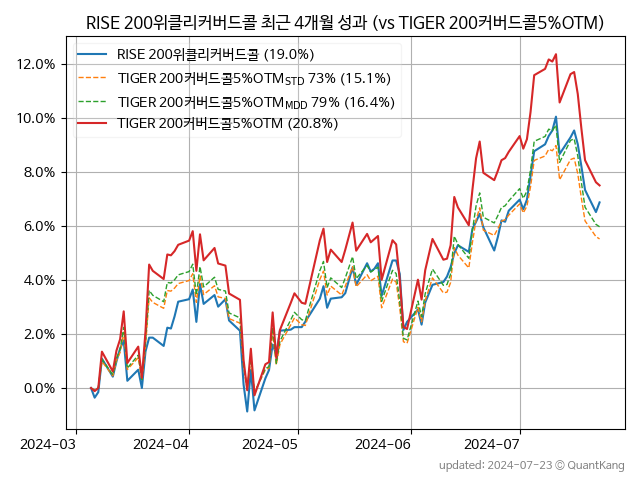 RISE 200위클리커버드콜 최근 4개월 성과 (vs TIGER 200커버드콜5%OTM)
RISE 200위클리커버드콜 (19.0%)
TIGER 200커버드콜5%OTM STD 73% (15.1%)
TIGER 200커버드콜5%OTM MDD 79% (16.4%)
TIGER 200커버드콜5%OTM (20.8%)
12.0%
10.0%
8.0%
6.0%
4.0%
2.0%
0.0%
2024-03 2024-04 2024-05 2024-06 2024-07
updated: 2024-07-23 © QuantKang